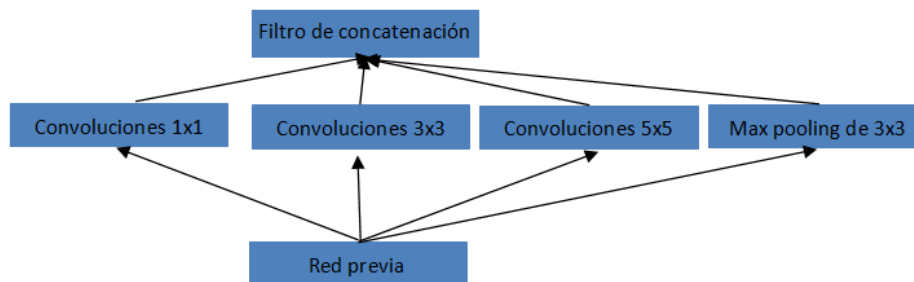 Filtro de concatenación
Convoluciones 1x1
Convoluciones 3x3
Convoluciones 5x5
Max pooling de 3x3
Red previa